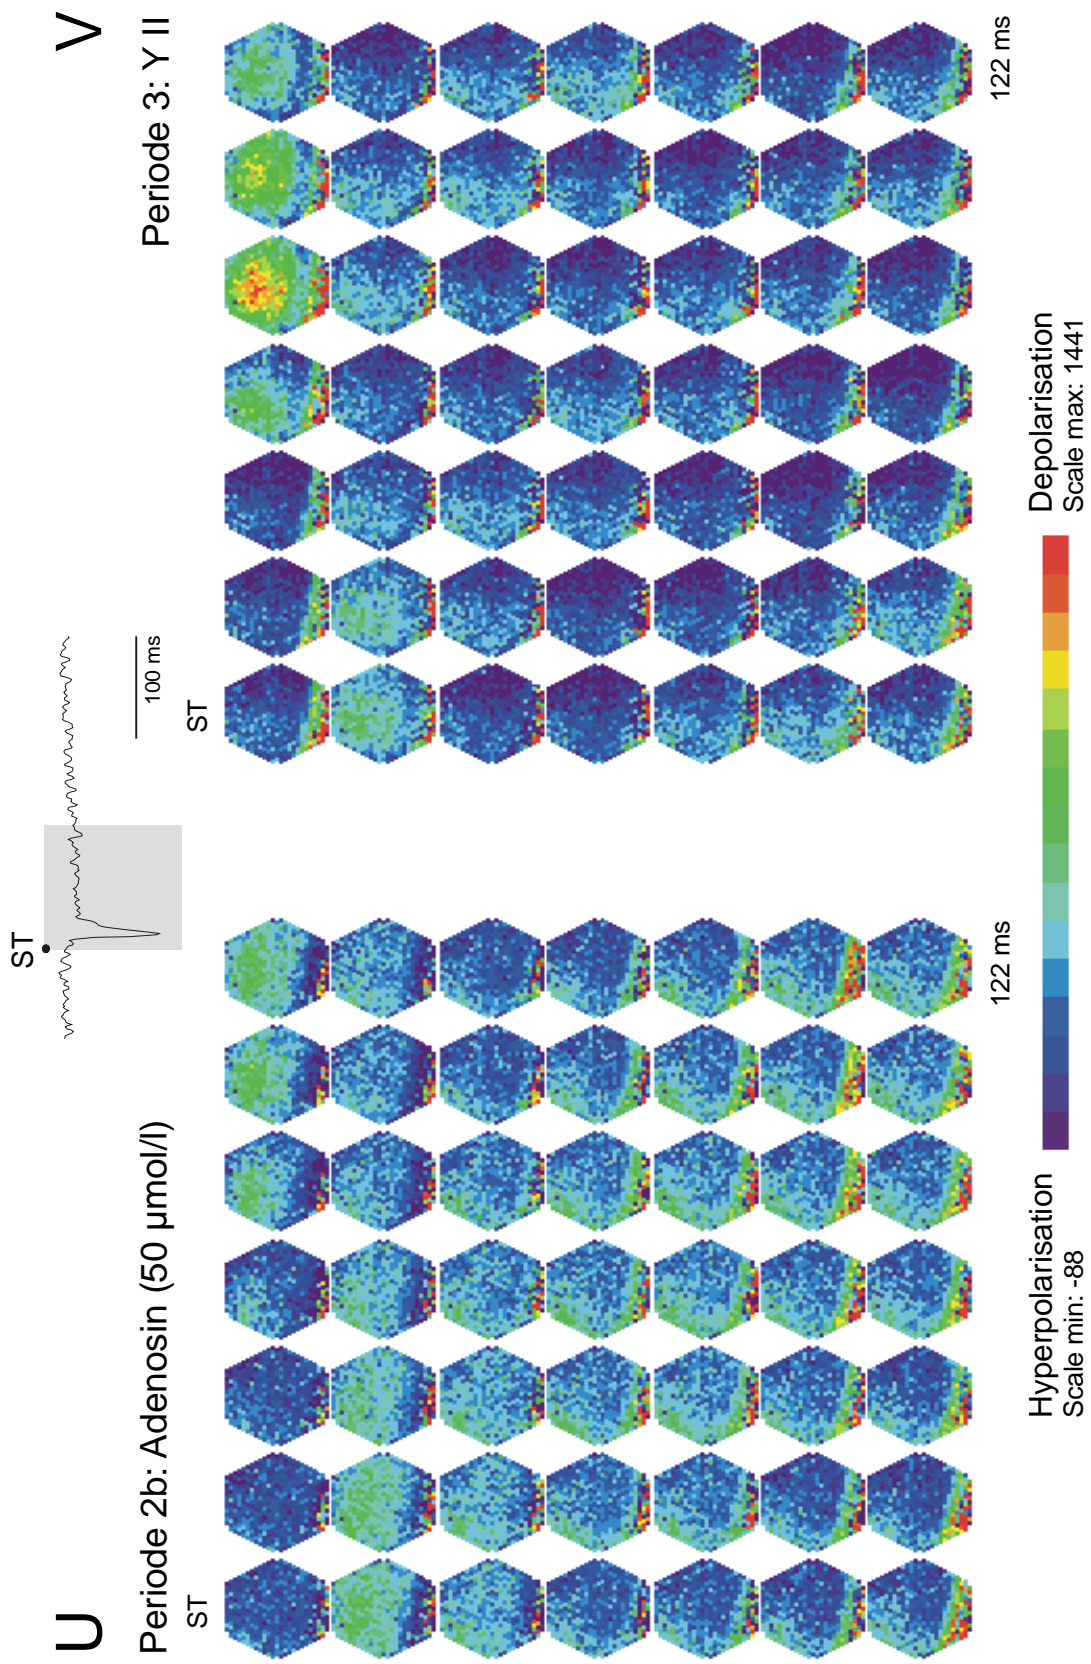 U
V
Periode 2b: Adenosin (50 µmol/l)
Periode 3: Y II
ST
100 ms
ST
ST
122 ms
122 ms
Hyperpolarisation
Scale min: -88
Depolarisation
Scale max: 1441